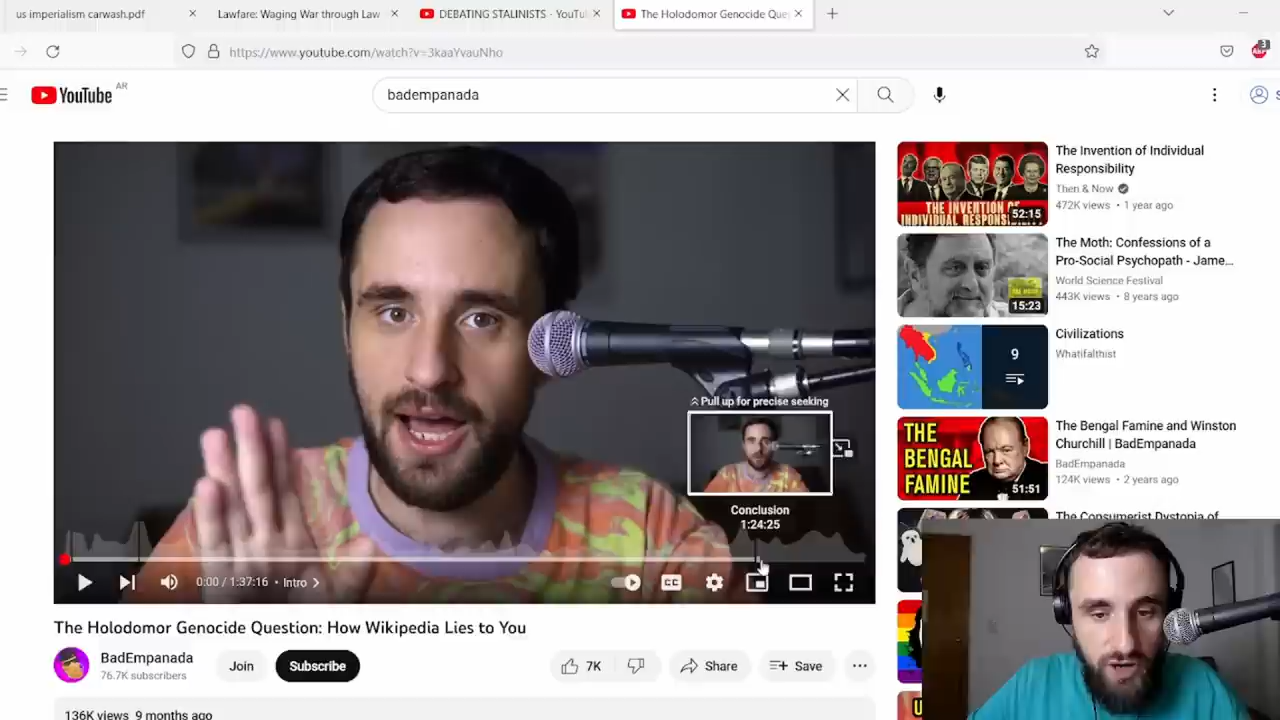 us imperialism carwash.pdf
Lawfare: Waging War through Law
DEBATING STALINISTS - YouTu
The Holodomor Genocide Que
https://www.youtube.com/watch?v=3kaaYvauNho
3
YouTube AR
badempanada
S
Pull up for precise seeking
Conclusion
1:24:25
0:00 / 1:37:16 • Intro
CC
The Holodomor Genocide Question: How Wikipedia Lies to You
BadEmpanada
76.7K subscribers
Join
Subscribe
7K
Share
Save
136K views 9 months ago
THE INVENTION OF
INDIVIDUAL RESPONS
52:15
The Invention of Individual
Responsibility
Then & Now
472K views • 1 year ago
15:23
The Moth: Confessions of a
Pro-Social Psychopath - Jame...
World Science Festival
443K views • 8 years ago
9
Civilizations
Whatifalthist
THE
BENGAL
FAMINE
51:51
The Bengal Famine and Winston
Churchill | BadEmpanada
BadEmpanada
124K views • 2 years ago
The Consumerist Dystopia of